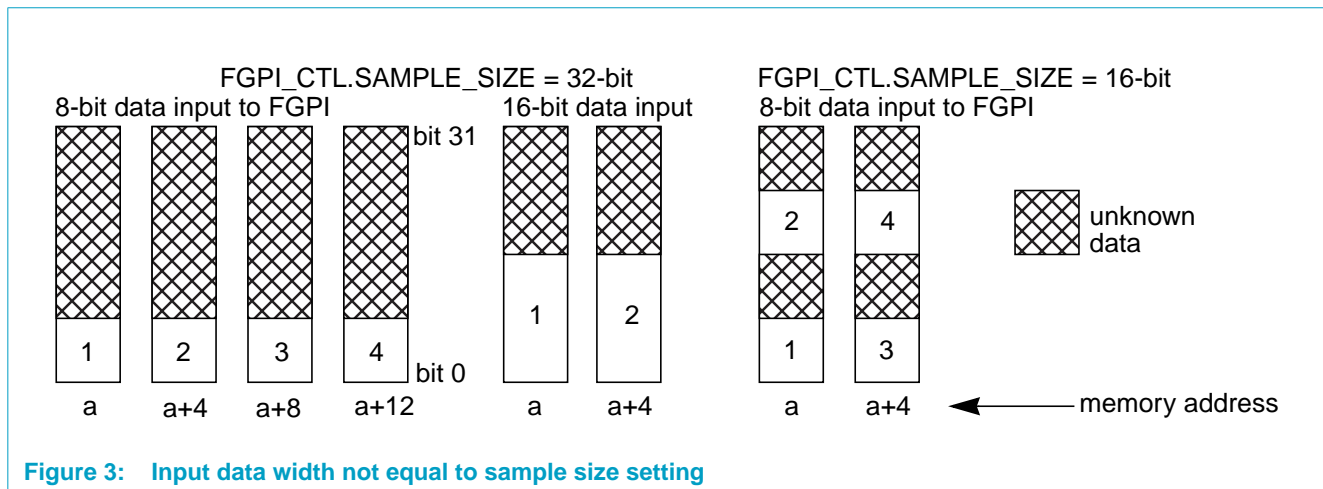 FGPI_CTL.SAMPLE_SIZE = 32-bit
8-bit data input to FGPI
16-bit data input
bit 31
1
2
3
4
bit 0
a
a+4
a+8
a+12
1
2
a
a+4
FGPI_CTL.SAMPLE_SIZE = 16-bit
8-bit data input to FGPI
2
4
1
3
a
a+4
unknown
data
memory address
Figure 3: Input data width not equal to sample size setting